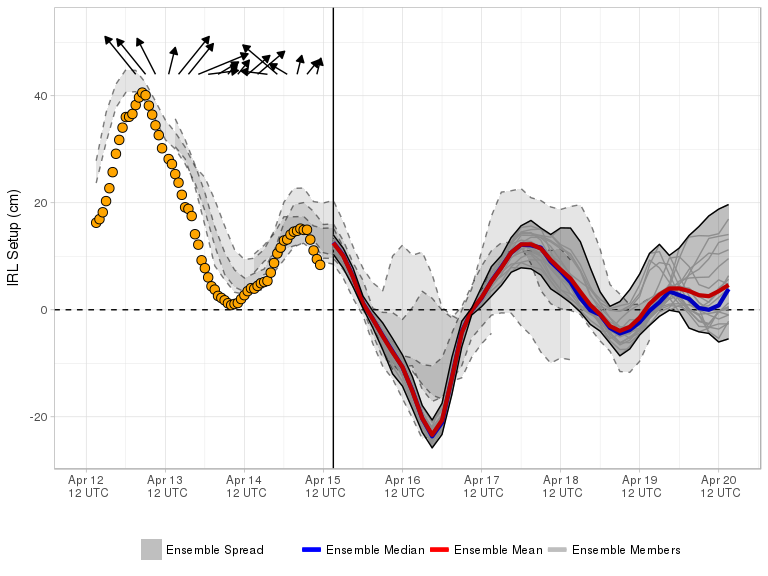 IRL Setup (cm)
40
20
0
-20
Apr 12 Apr 13 Apr 14 Apr 15 Apr 16 Apr 17 Apr 18 Apr 19 Apr 20
12 UTC 12 UTC 12 UTC 12 UTC 12 UTC 12 UTC 12 UTC 12 UTC 12 UTC
Ensemble Spread Ensemble Median Ensemble Mean Ensemble Members